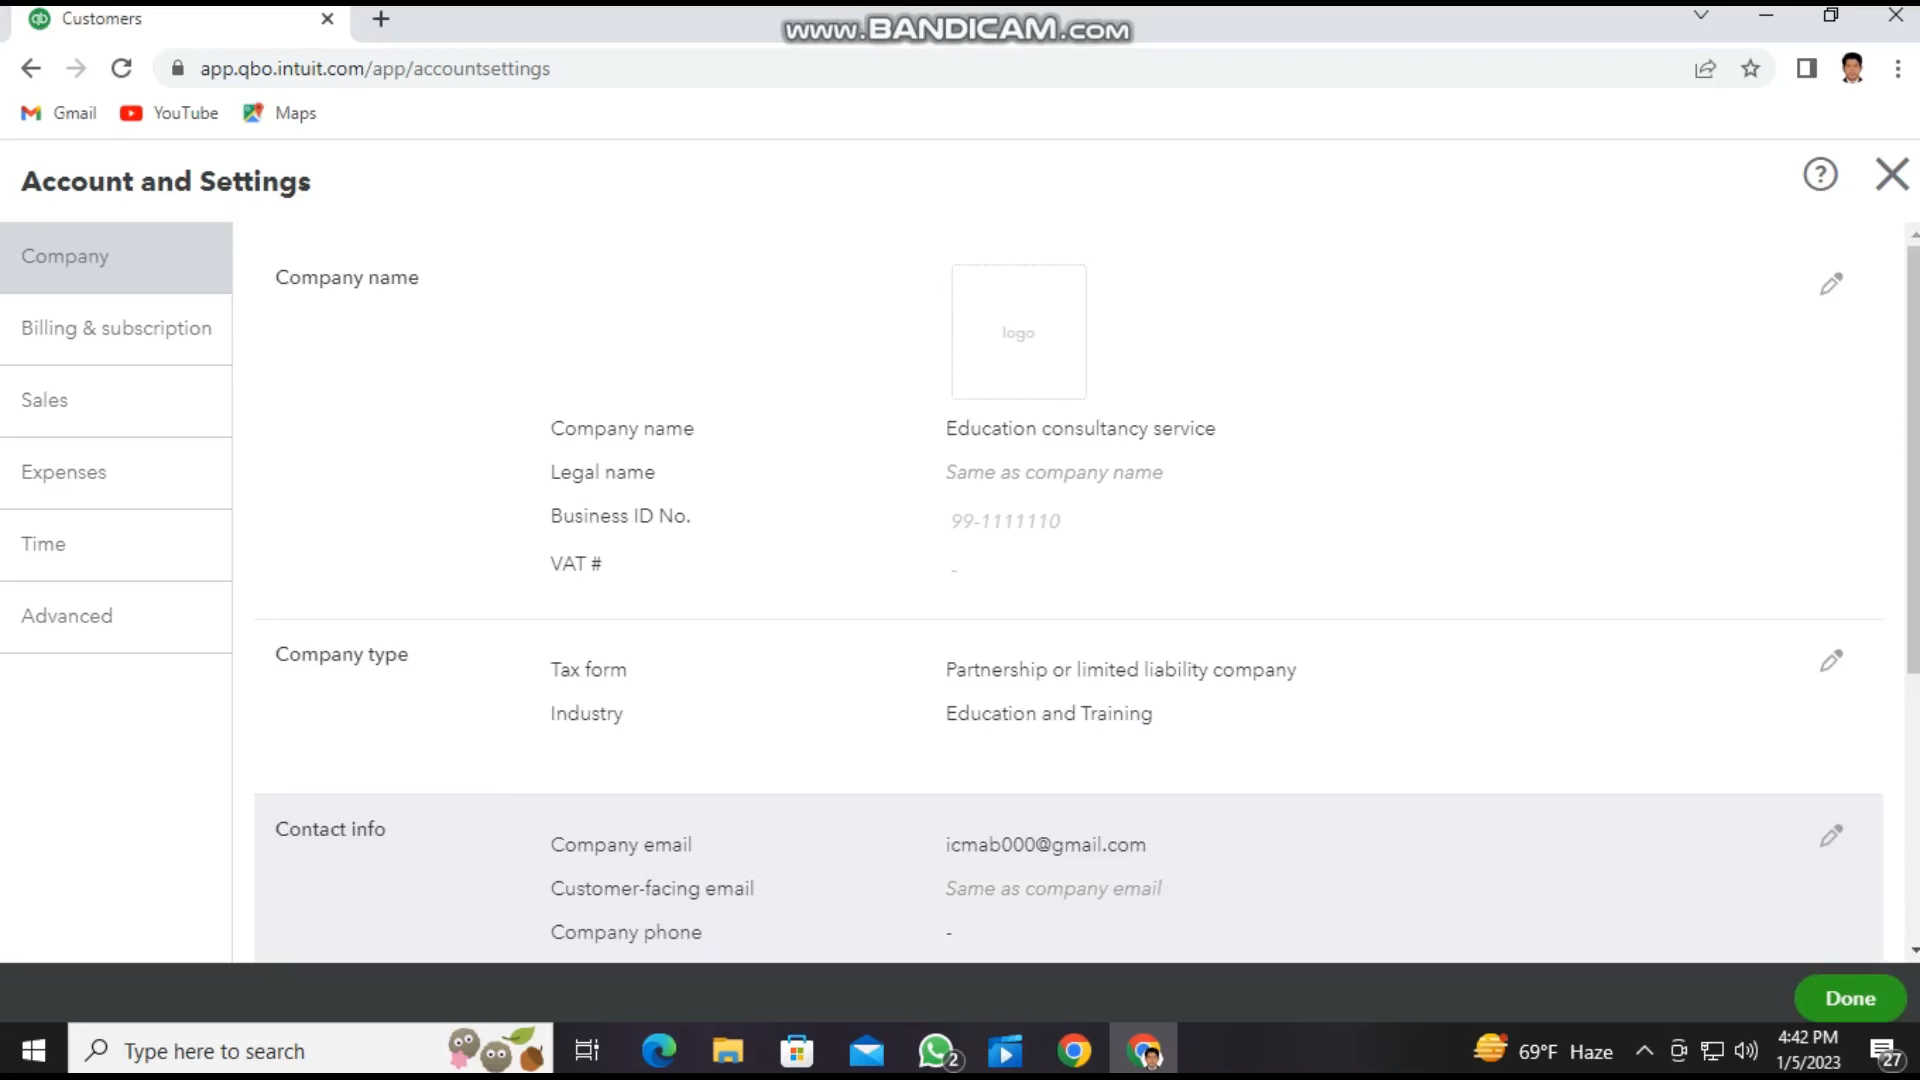 Customers
www.BANDICAM.com
app.qbo.intuit.com/app/accountsettings
Gmail
YouTube
Maps
Account and Settings
Company
Billing & subscription
Sales
Expenses
Time
Advanced
Company name
logo
Company name
Education consultancy service
Legal name
Same as company name
Business ID No.
99-1111110
VAT #
-
Company type
Tax form
Partnership or limited liability company
Industry
Education and Training
Contact info
Company email
icmab000@gmail.com
Customer-facing email
Same as company email
Company phone
-
Done
Type here to search
2
69°F Haze
4:42 PM
1/5/2023
27